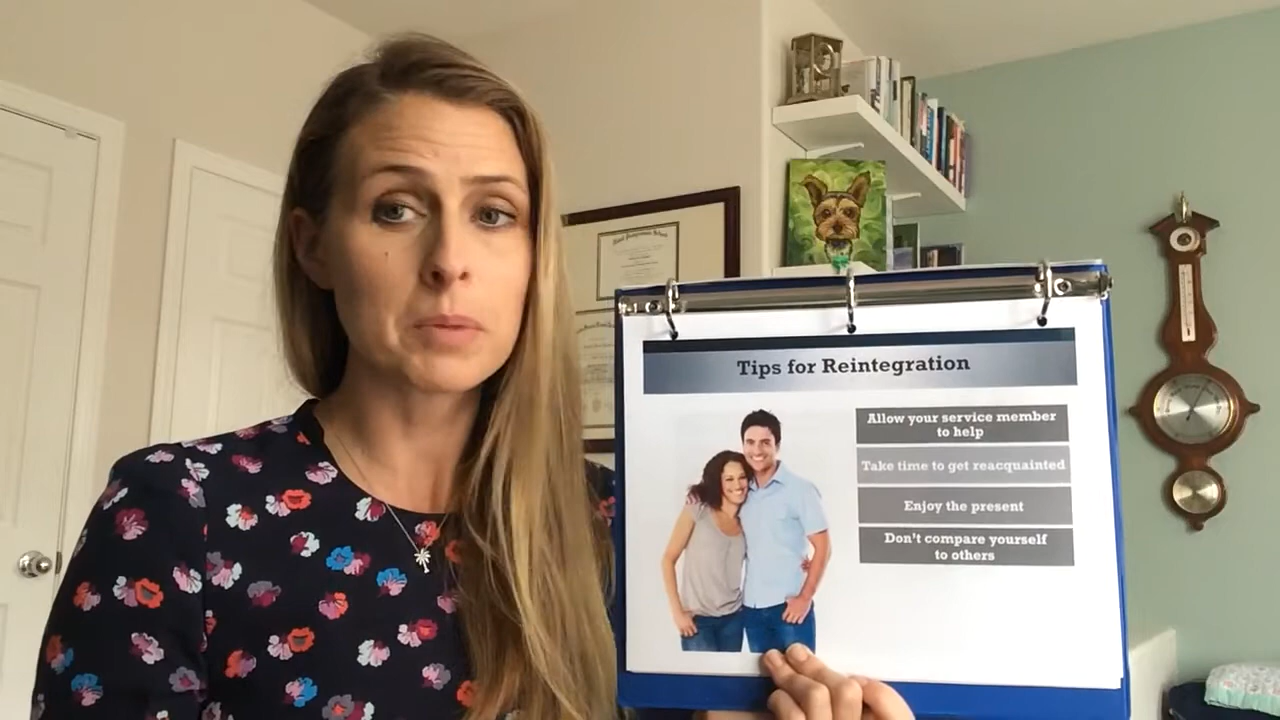 Tips for Reintegration
Allow your service member
to help
Take time to get reacquainted
Enjoy the present
Don't compare yourself
to others